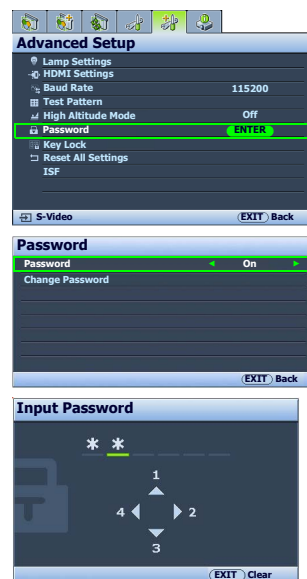 Advanced Setup
Lamp Settings
HDMI Settings
Baud Rate 115200
Test Pattern
High Altitude Mode Off
Password ENTER
Key Lock
Reset All Settings
ISF
S-Video EXIT Back
Password
Password On
Change Password
EXIT Back
Input Password
* *
1
4 2
3
EXIT Clear